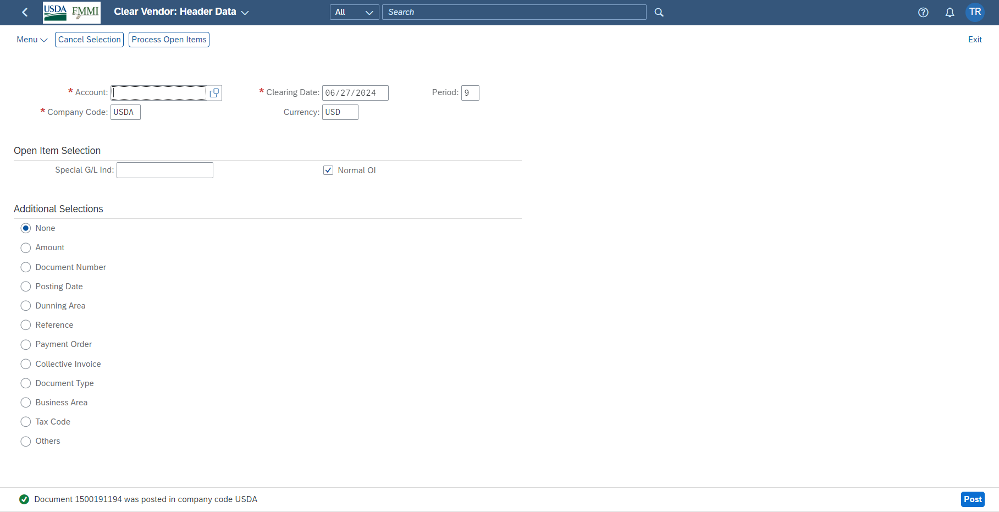 USDA FMMI Clear Vendor: Header Data All Search TR
Menu Cancel Selection Process Open Items Exit
* Account: * Clearing Date: 06/27/2024 Period: 9
* Company Code: USDA Currency: USD
Open Item Selection
Special G/L Ind: Normal OI
Additional Selections
None
Amount
Document Number
Posting Date
Dunning Area
Reference
Payment Order
Collective Invoice
Document Type
Business Area
Tax Code
Others
Document 1500191194 was posted in company code USDA Post